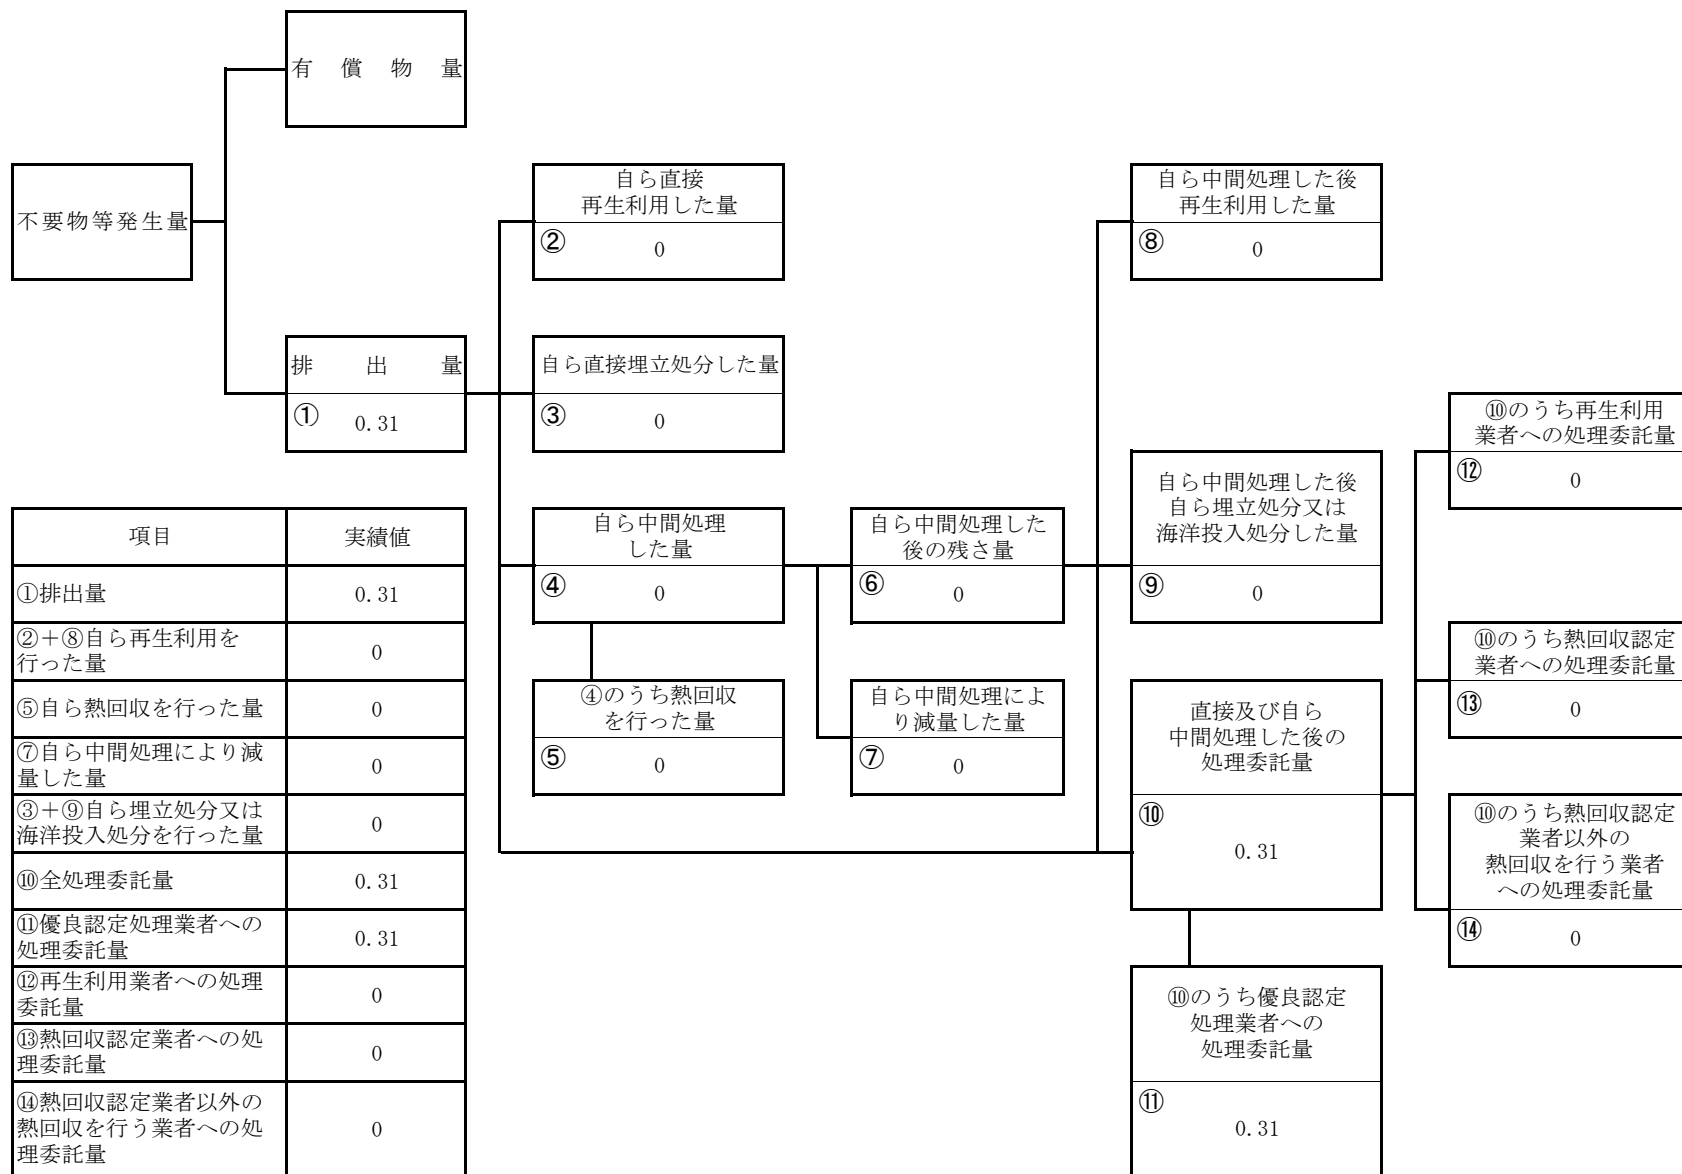 有償物量
不要物等発生量
排出量
① 0.31
自ら直接
再生利用した量
② 0
自ら直接埋立処分した量
③ 0
自ら中間処理
した量
④ 0
④のうち熱回収
を行った量
⑤ 0
自ら中間処理した
後の残さ量
⑥ 0
自ら中間処理によ
り減量した量
⑦ 0
自ら中間処理した後
再生利用した量
⑧ 0
自ら中間処理した後
自ら埋立処分又は
海洋投入処分した量
⑨ 0
直接及び自ら
中間処理した後の
処理委託量
⑩
0.31
⑩のうち優良認定
処理業者への
処理委託量
⑪
0.31
⑩のうち再生利用
業者への処理委託量
⑫ 0
⑩のうち熱回収認定
業者への処理委託量
⑬ 0
⑩のうち熱回収認定
業者以外の
熱回収を行う業者
への処理委託量
⑭ 0
項目 実績値
①排出量 0.31
②+⑧自ら再生利用を
行った量 0
⑤自ら熱回収を行った量 0
⑦自ら中間処理により減
量した量 0
③+⑨自ら埋立処分又は
海洋投入処分を行った量 0
⑩全処理委託量 0.31
⑪優良認定処理業者への
処理委託量 0.31
⑫再生利用業者への処理
委託量 0
⑬熱回収認定業者への処
理委託量 0
⑭熱回収認定業者以外の
熱回収を行う業者への処
理委託量 0